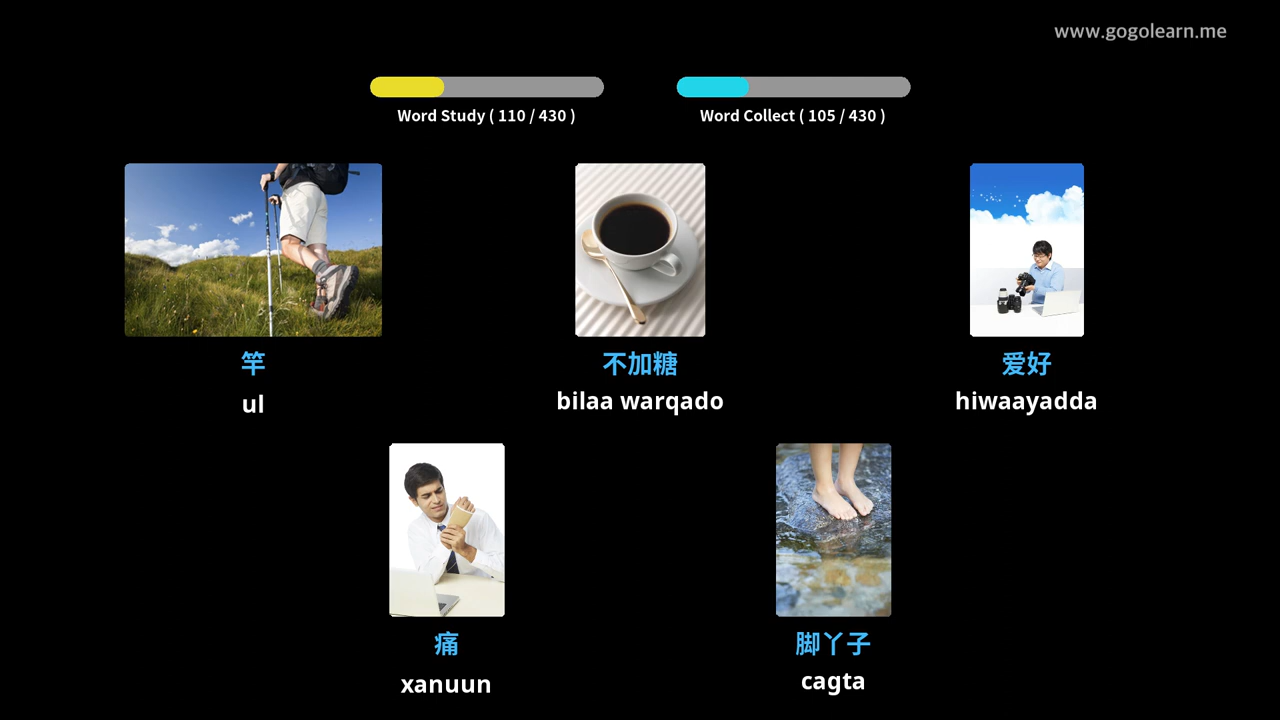 www.gogolearn.me
Word Study ( 110 / 430 )
Word Collect ( 105 / 430 )
竿
ul
不加糖
bilaa warqado
爱好
hiwaayadda
痛
xanuun
脚丫子
cagta